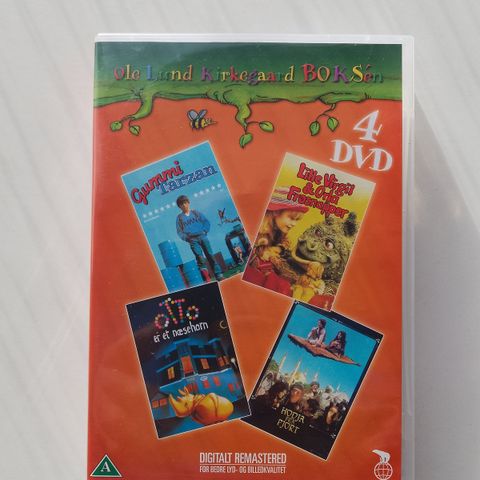 Ole Lund Kirkegaard BOKSen
4
DVD
Gummi
Tarzan
Lille Virgil
& Orla
Frøsnapper
OTTO
er et næsehorn
HODJA
FRA
PJORT
DIGITALT REMASTERED
FOR BEDRE LYD- OG BILLEDKVALITET
A